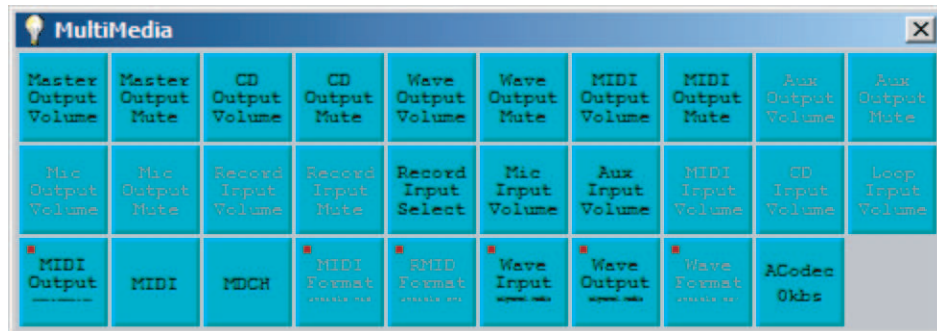 MultiMedia
Master Output Volume
Master Output Mute
CD Output Volume
CD Output Mute
Wave Output Volume
Wave Output Mute
MIDI Output Volume
MIDI Output Mute
Aux Output Volume
Aux Output Mute
Mic Output Volume
Mic Output Mute
Record Input Volume
Record Input Mute
Record Input Select
Mic Input Volume
Aux Input Volume
MIDI Input Volume
CD Input Volume
Loop Input Volume
MIDI Output
MIDI
MDCH
MIDI Format
RMID Format
Wave Input
Wave Output
Wave Format
ACodec 0kbs